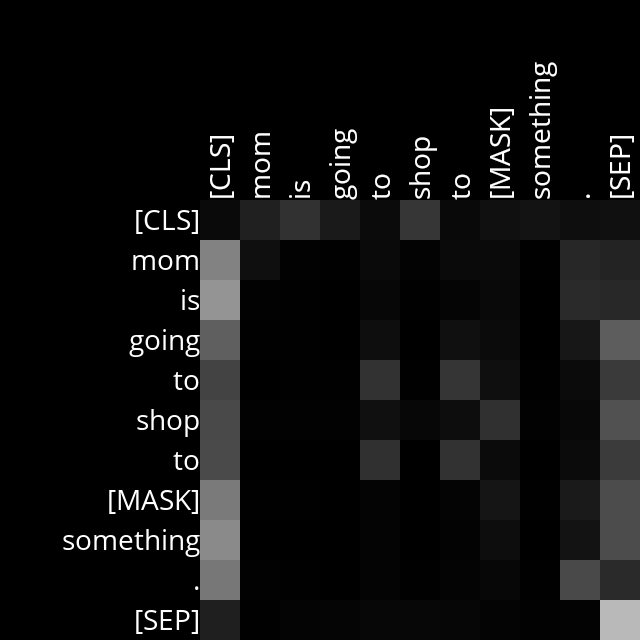 [CLS]
mom
is
going
to
shop
to
[MASK]
something
.
[SEP]
[CLS]
mom
is
going
to
shop
to
[MASK]
something
.
[SEP]